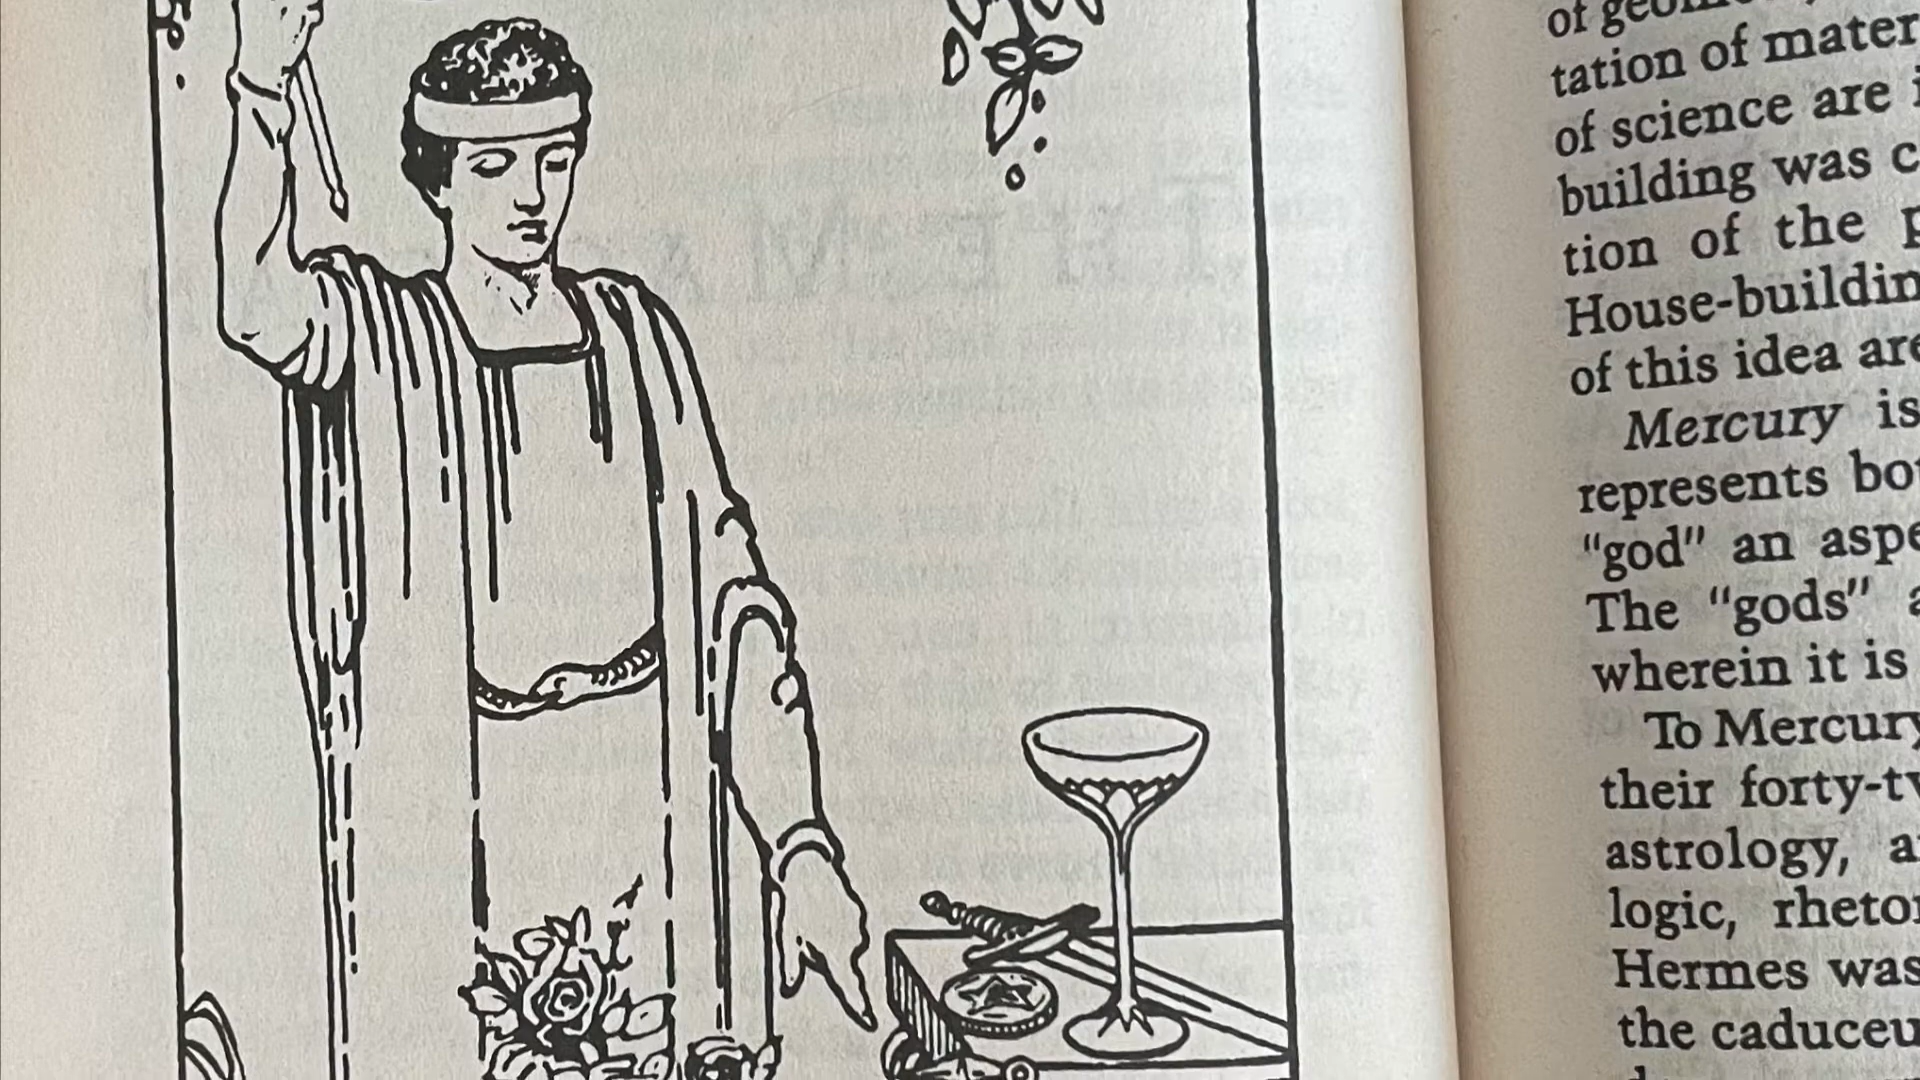 of
tation of mater
of science are
building was c
tion of the
House-buildin
of this idea are
Mercury is
represents bo
"god" an aspe
The "gods" a
wherein it is
To Mercury
their forty-tw
astrology, a
logic, rhetor
Hermes was
the caduceu